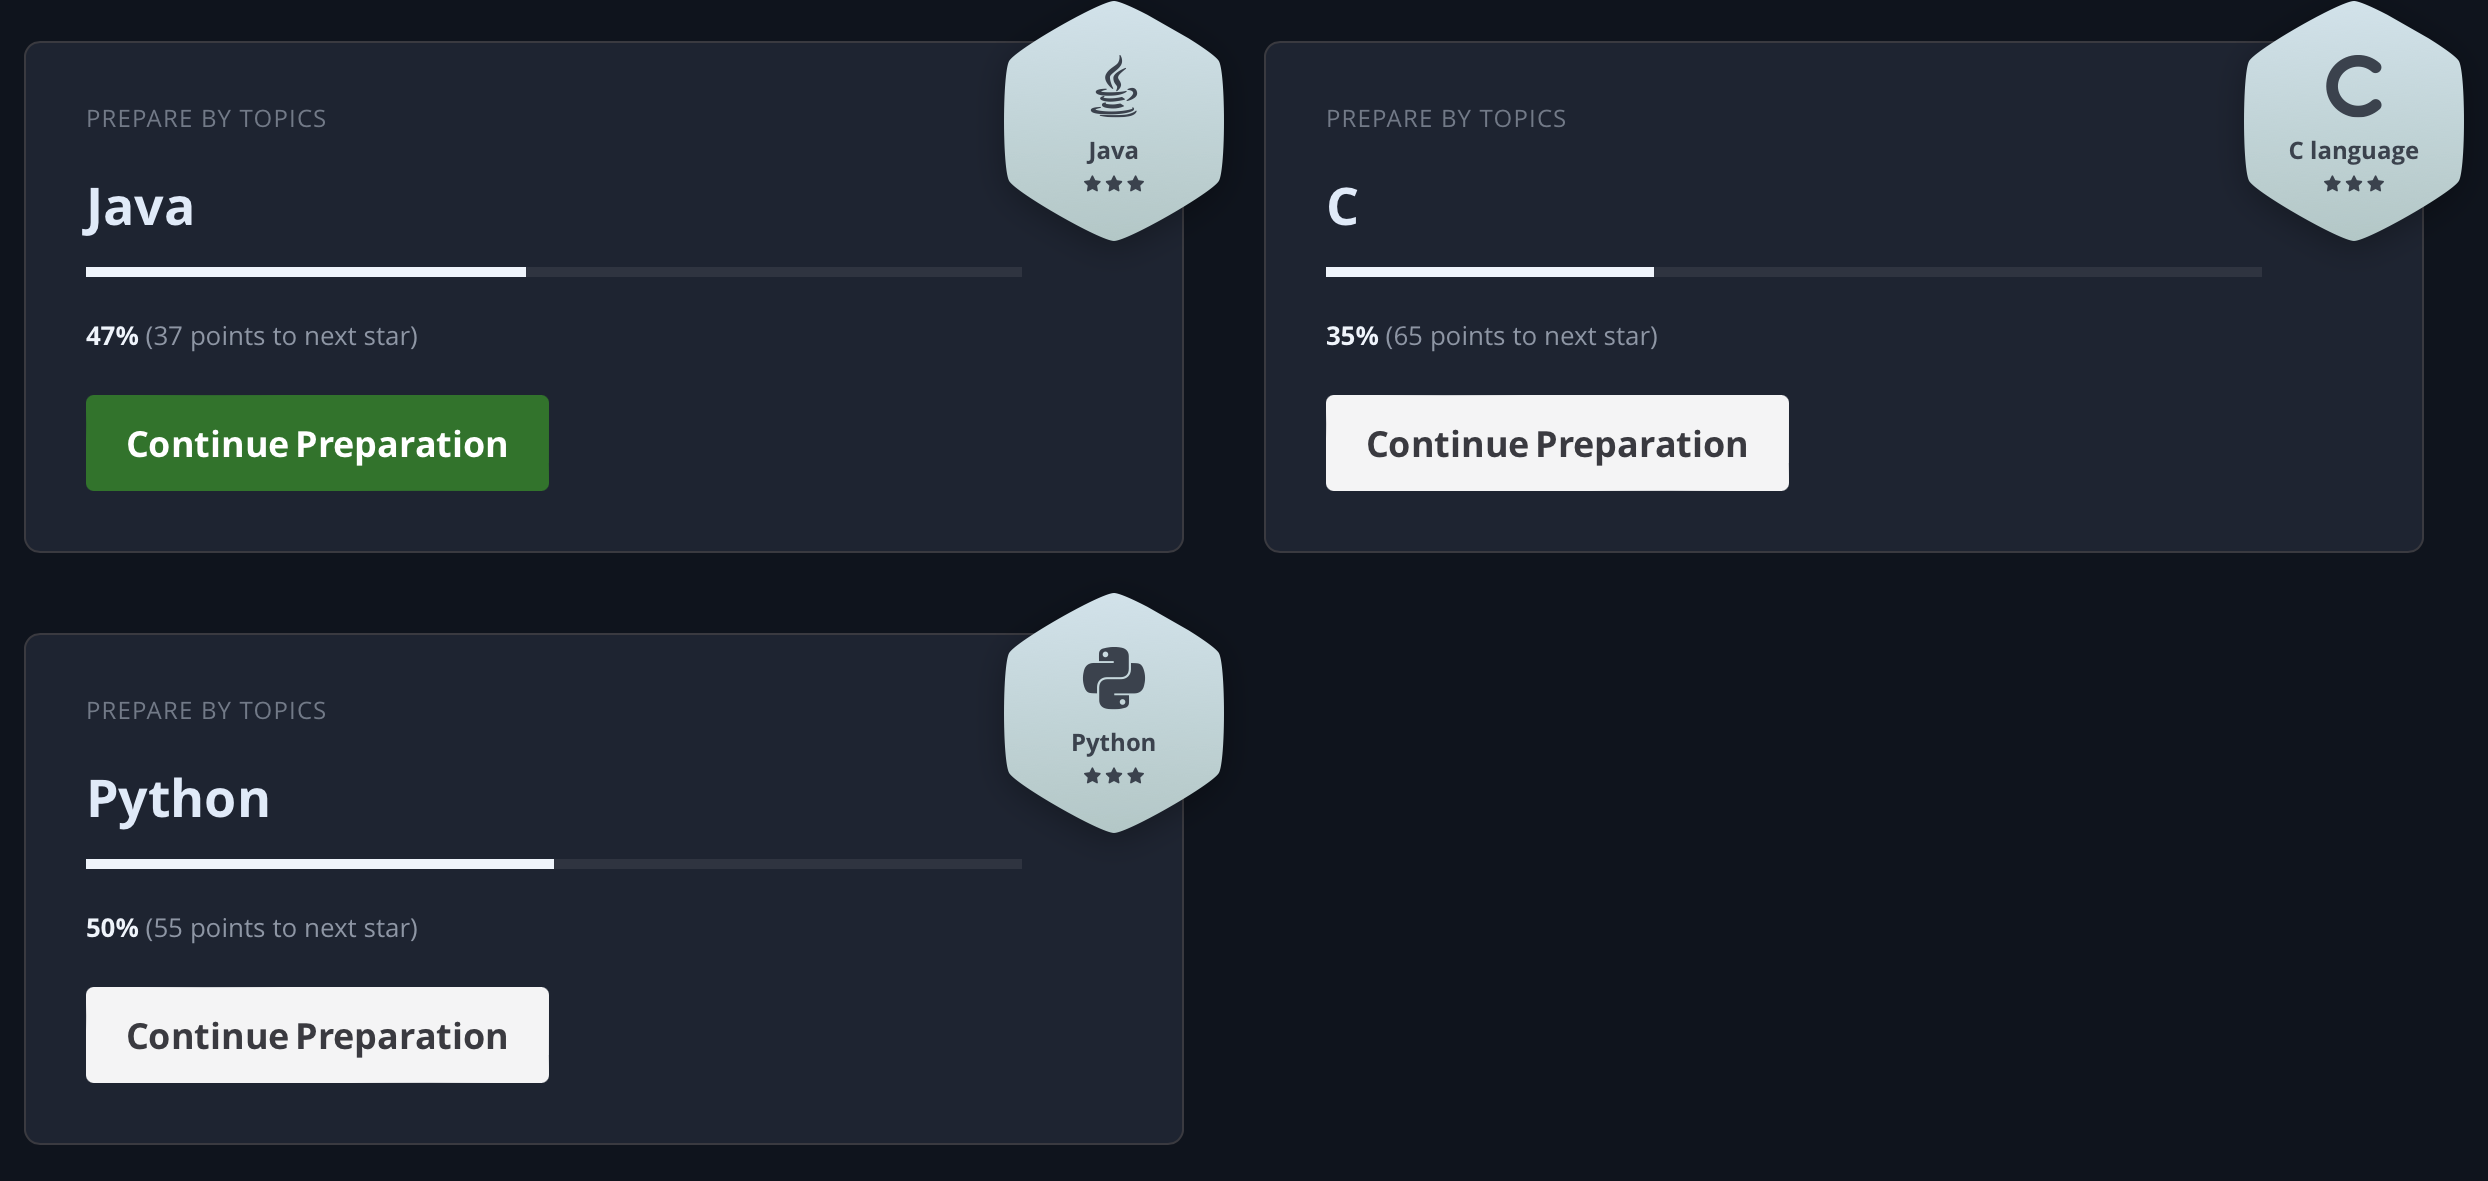 PREPARE BY TOPICS
Java
47% (37 points to next star)
Continue Preparation
Java
PREPARE BY TOPICS
C
35% (65 points to next star)
Continue Preparation
C language
PREPARE BY TOPICS
Python
50% (55 points to next star)
Continue Preparation
Python